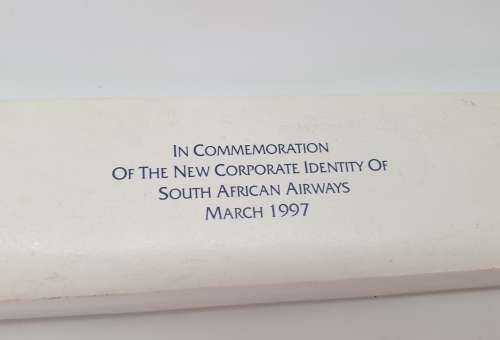 In Commemoration
Of The New Corporate Identity Of
South African Airways
March 1997